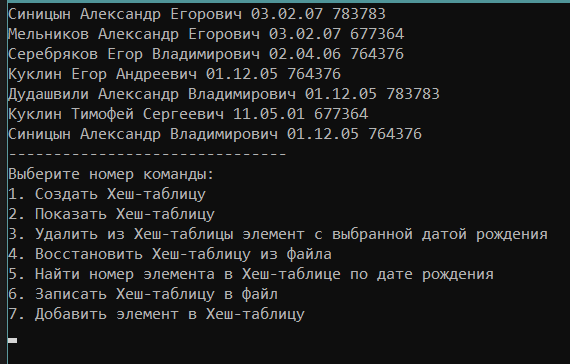 Синицын Александр Егорович 03.02.07 783783
Мельников Александр Егорович 03.02.07 677364
Серебряков Егор Владимирович 02.04.06 764376
Куклин Егор Андреевич 01.12.05 764376
Дудашвили Александр Владимирович 01.12.05 783783
Куклин Тимофей Сергеевич 11.05.01 677364
Синицын Александр Владимирович 01.12.05 764376
-------------------------------
Выберите номер команды:
1. Создать Хеш-таблицу
2. Показать Хеш-таблицу
3. Удалить из Хеш-таблицы элемент с выбранной датой рождения
4. Восстановить Хеш-таблицу из файла
5. Найти номер элемента в Хеш-таблице по дате рождения
6. Записать Хеш-таблицу в файл
7. Добавить элемент в Хеш-таблицу